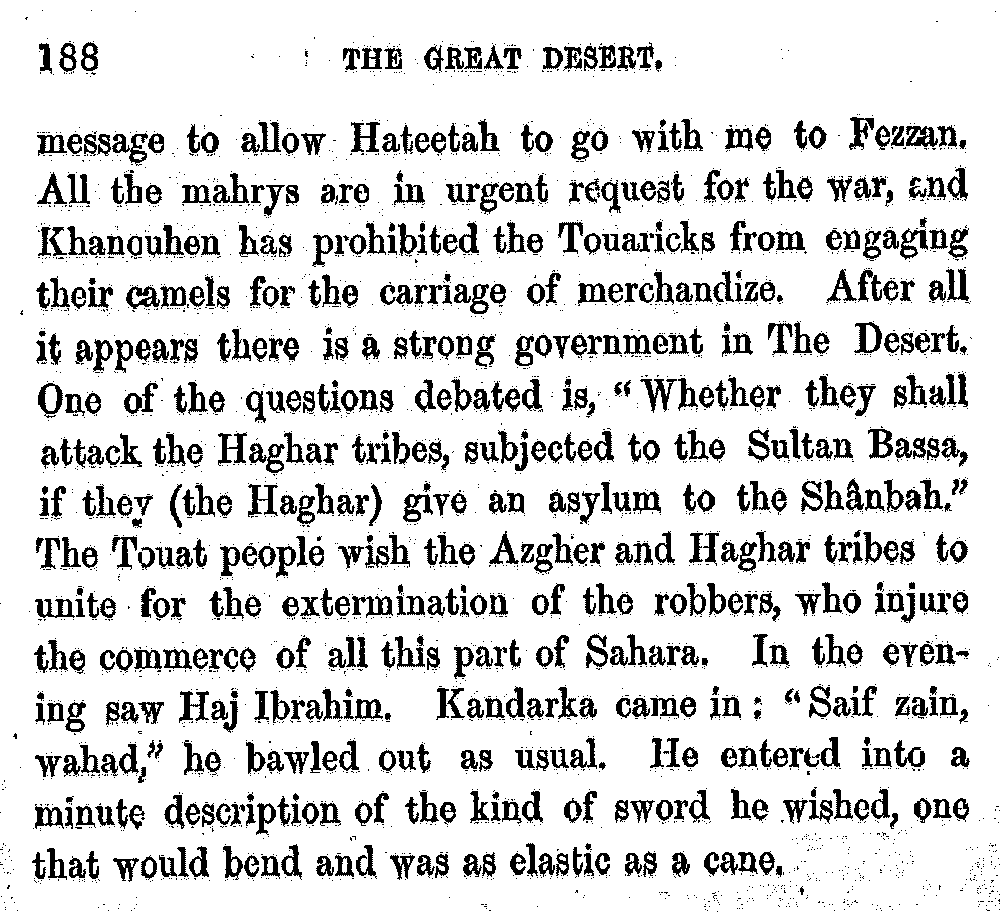 188 THE GREAT DESERT.
message to allow Hateetah to go with me to Fezzan.
All the mahrys are in urgent request for the war, and
Khanouhen has prohibited the Touaricks from engaging
their camels for the carriage of merchandize. After all
it appears there is a strong government in The Desert.
One of the questions debated is, “Whether they shall
attack the Haghar tribes, subjected to the Sultan Bassa,
if they (the Haghar) give an asylum to the Shânbah.”
The Touat people wish the Azgher and Haghar tribes to
unite for the extermination of the robbers, who injure
the commerce of all this part of Sahara. In the even-
ing saw Haj Ibrahim. Kandarka came in: “Saif zain,
wahad,” he bawled out as usual. He entered into a
minute description of the kind of sword he wished, one
that would bend and was as elastic as a cane.